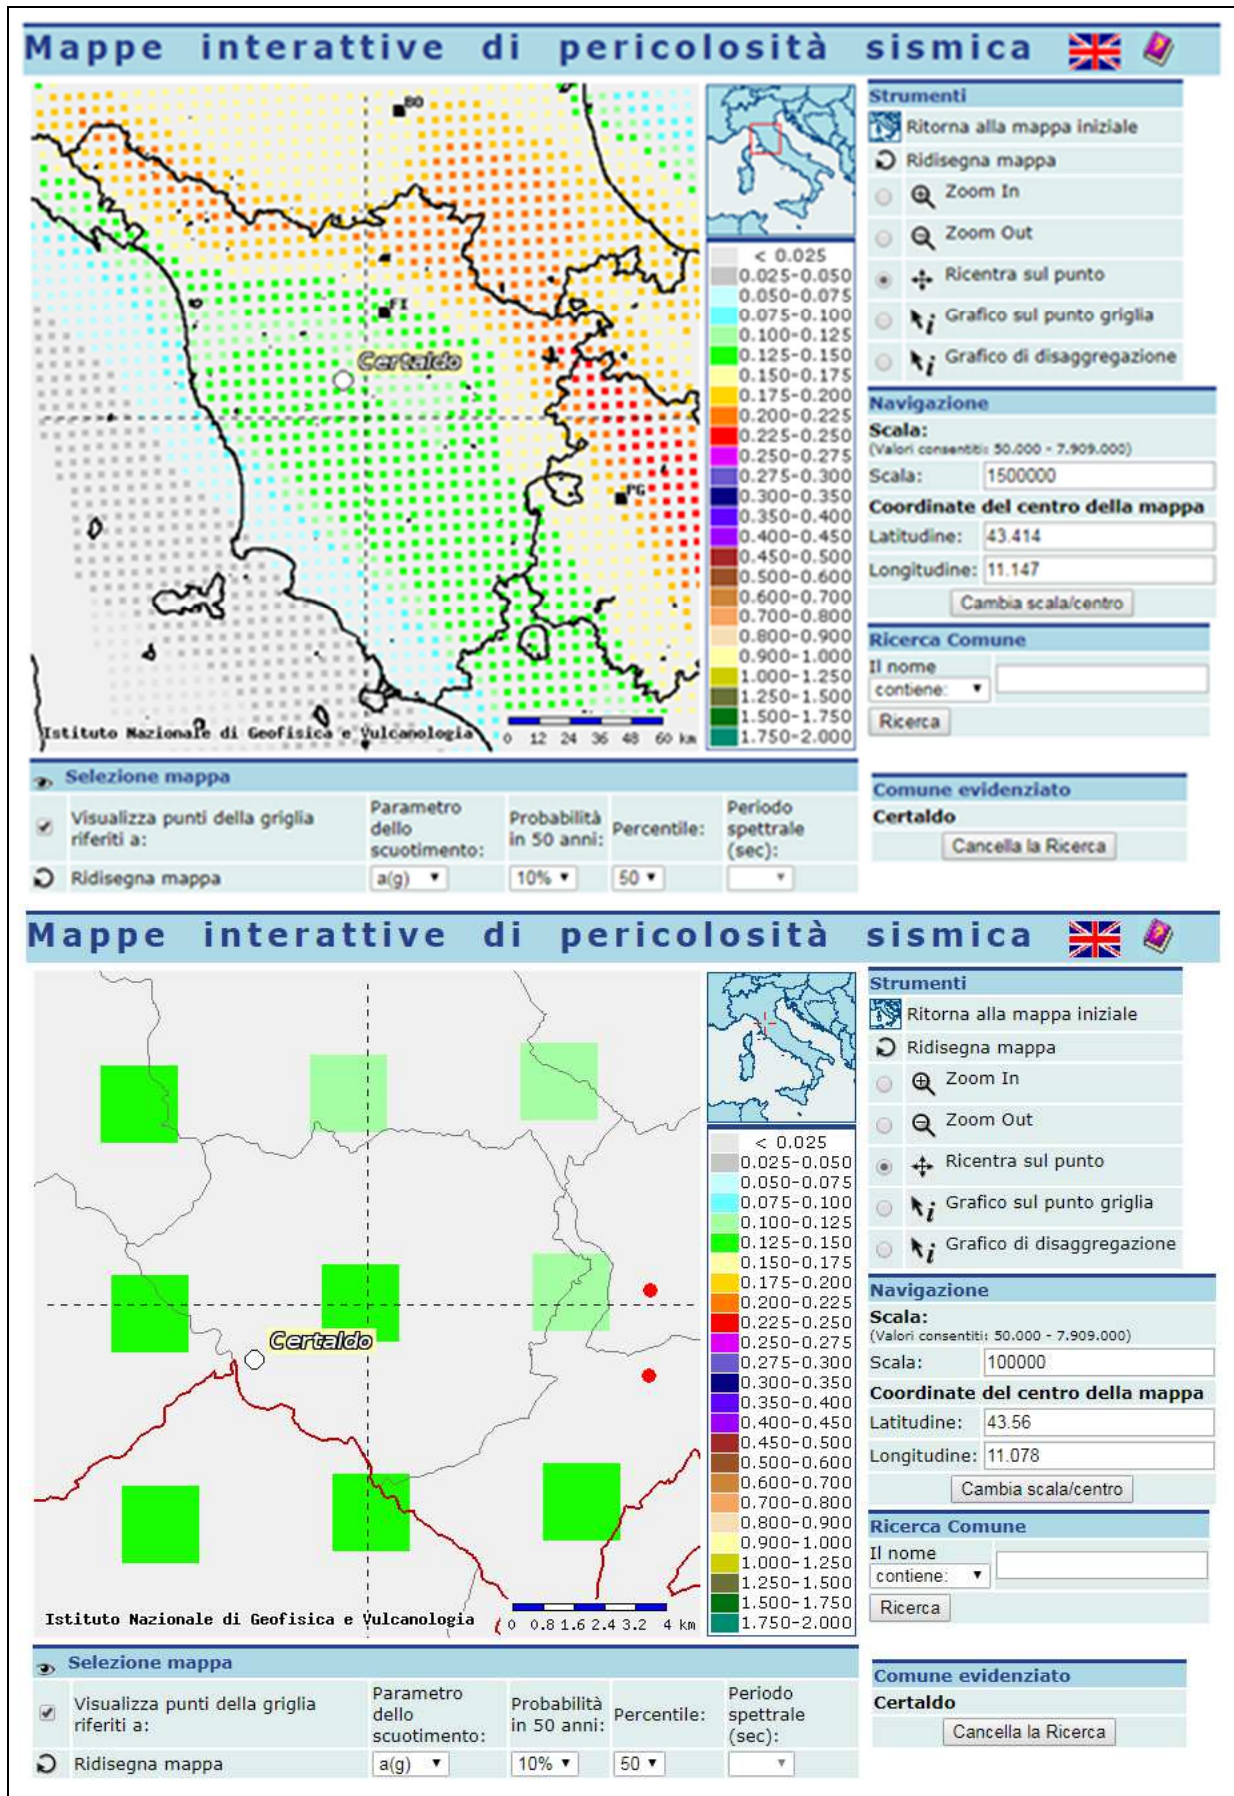 Mappe interattive di pericolosità sismica
BO
FI
Certaldo
PG
Istituto Nazionale di Geofisica e Vulcanologia
0 12 24 36 48 60 km
< 0.025
0.025-0.050
0.050-0.075
0.075-0.100
0.100-0.125
0.125-0.150
0.150-0.175
0.175-0.200
0.200-0.225
0.225-0.250
0.250-0.275
0.275-0.300
0.300-0.350
0.350-0.400
0.400-0.450
0.450-0.500
0.500-0.600
0.600-0.700
0.700-0.800
0.800-0.900
0.900-1.000
1.000-1.250
1.250-1.500
1.500-1.750
1.750-2.000
Strumenti
Ritorna alla mappa iniziale
Ridisegna mappa
Zoom In
Zoom Out
Ricentra sul punto
Grafico sul punto griglia
Grafico di disaggregazione
Navigazione
Scala:
(Valori consentiti: 50.000 - 7.909.000)
Scala: 1500000
Coordinate del centro della mappa
Latitudine: 43.414
Longitudine: 11.147
Cambia scala/centro
Ricerca Comune
Il nome
contiene:
Ricerca
Selezione mappa
Visualizza punti della griglia
riferiti a:
Parametro
dello
scuotimento:
Probabilità
in 50 anni:
Percentile:
Periodo
spettrale
(sec):
Ridisegna mappa a(g) 10% 50
Comune evidenziato
Certaldo
Cancella la Ricerca
Mappe interattive di pericolosità sismica
Certaldo
Istituto Nazionale di Geofisica e Vulcanologia
0 0.8 1.6 2.4 3.2 4 km
< 0.025
0.025-0.050
0.050-0.075
0.075-0.100
0.100-0.125
0.125-0.150
0.150-0.175
0.175-0.200
0.200-0.225
0.225-0.250
0.250-0.275
0.275-0.300
0.300-0.350
0.350-0.400
0.400-0.450
0.450-0.500
0.500-0.600
0.600-0.700
0.700-0.800
0.800-0.900
0.900-1.000
1.000-1.250
1.250-1.500
1.500-1.750
1.750-2.000
Strumenti
Ritorna alla mappa iniziale
Ridisegna mappa
Zoom In
Zoom Out
Ricentra sul punto
Grafico sul punto griglia
Grafico di disaggregazione
Navigazione
Scala:
(Valori consentiti: 50.000 - 7.909.000)
Scala: 100000
Coordinate del centro della mappa
Latitudine: 43.56
Longitudine: 11.078
Cambia scala/centro
Ricerca Comune
Il nome
contiene:
Ricerca
Selezione mappa
Visualizza punti della griglia
riferiti a:
Parametro
dello
scuotimento:
Probabilità
in 50 anni:
Percentile:
Periodo
spettrale
(sec):
Ridisegna mappa a(g) 10% 50
Comune evidenziato
Certaldo
Cancella la Ricerca